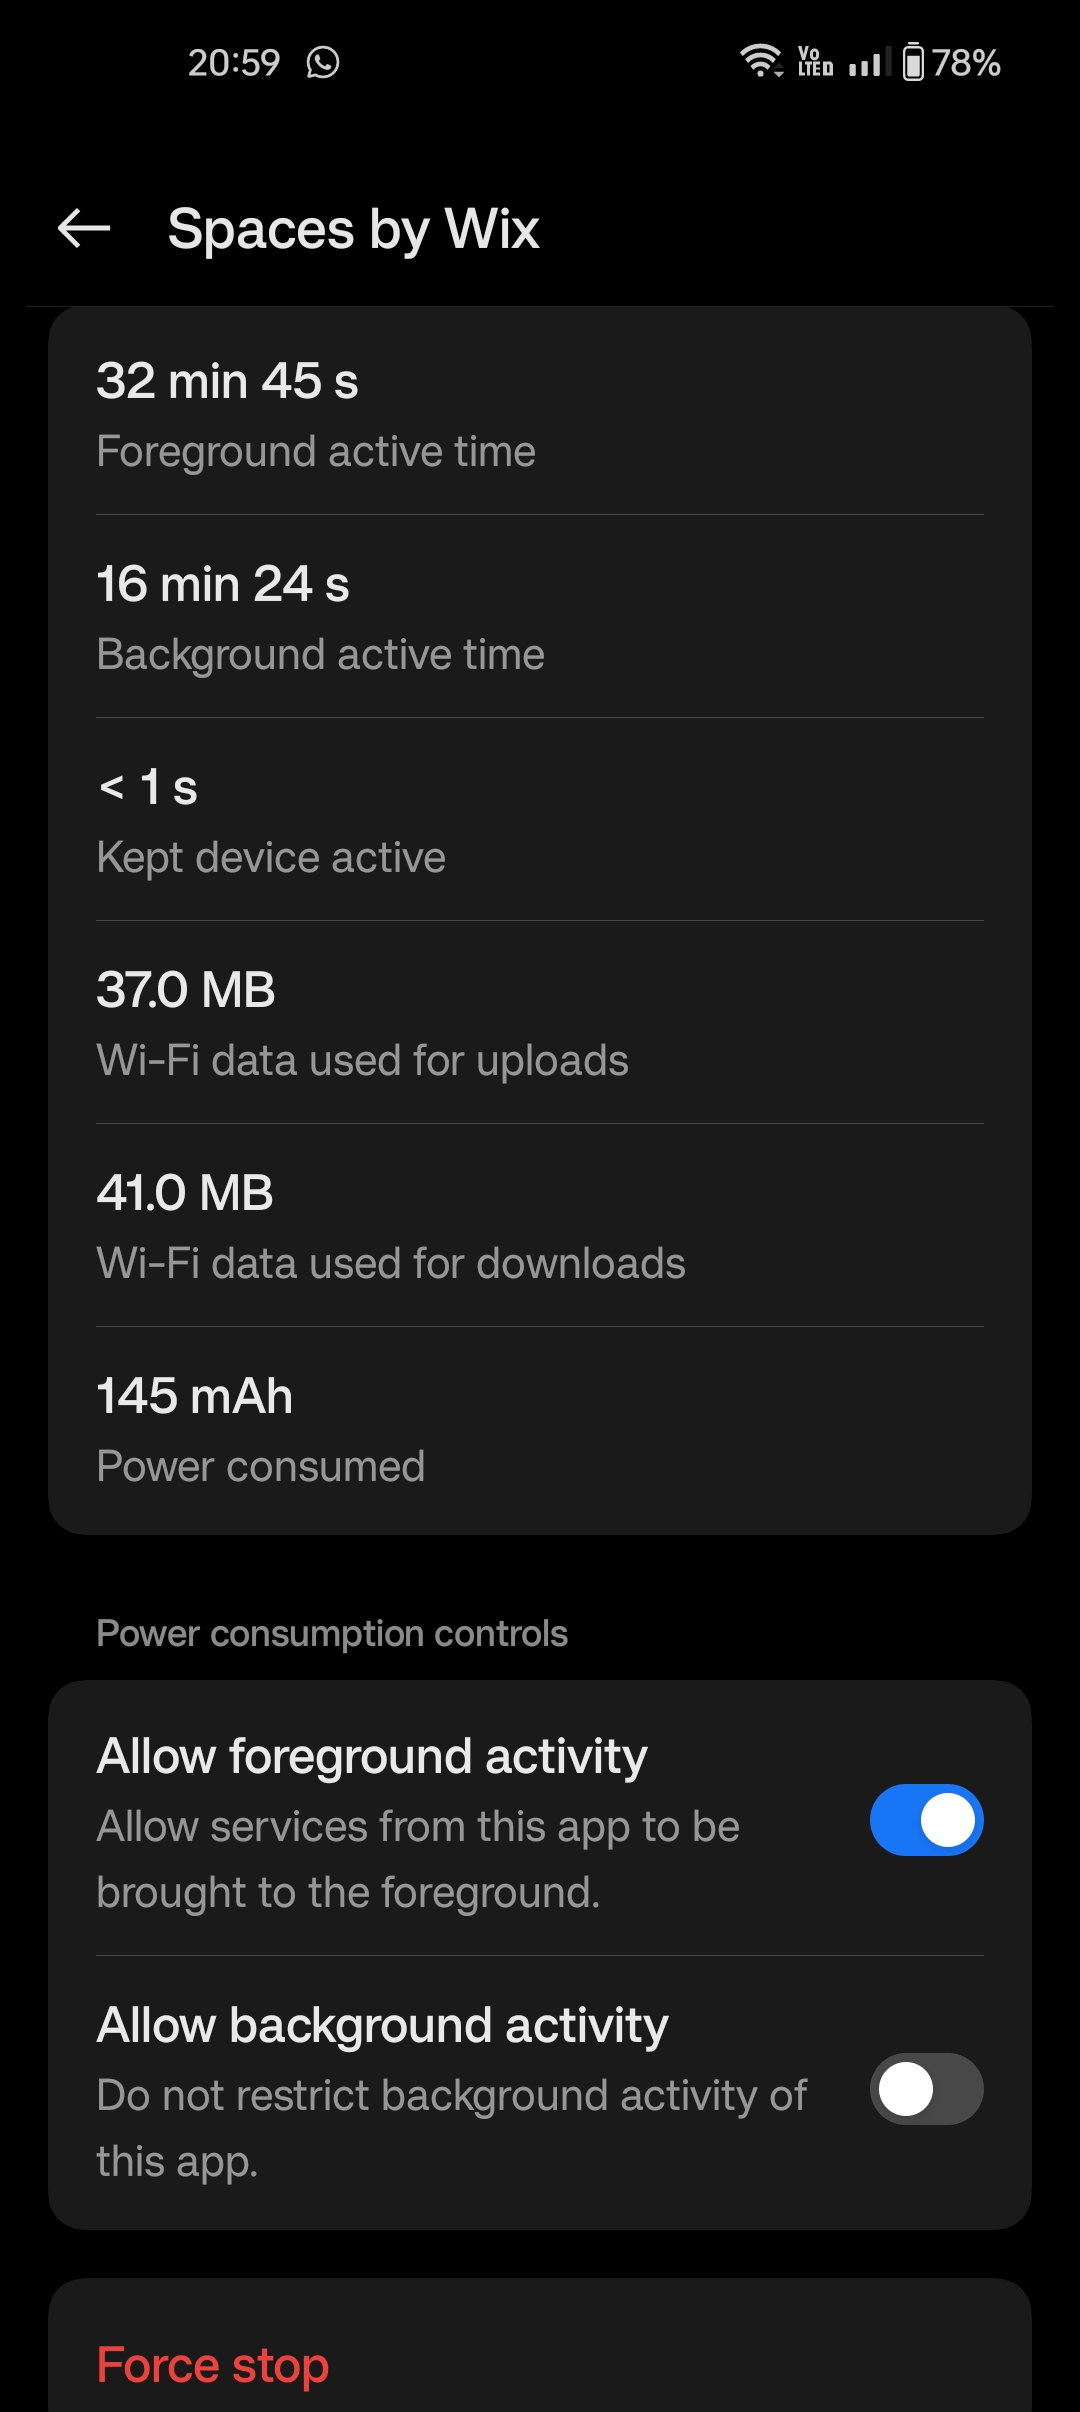 20:59
Vo
LTE D
78%
Spaces by Wix
32 min 45 s
Foreground active time
16 min 24 s
Background active time
< 1 s
Kept device active
37.0 MB
Wi-Fi data used for uploads
41.0 MB
Wi-Fi data used for downloads
145 mAh
Power consumed
Power consumption controls
Allow foreground activity
Allow services from this app to be
brought to the foreground.
Allow background activity
Do not restrict background activity of
this app.
Force stop